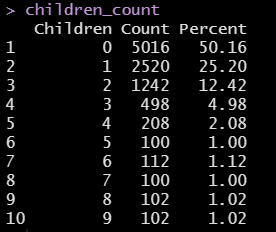 > children_count
Children Count Percent
1 0 5016 50.16
2 1 2520 25.20
3 2 1242 12.42
4 3 498 4.98
5 4 208 2.08
6 5 100 1.00
7 6 112 1.12
8 7 100 1.00
9 8 102 1.02
10 9 102 1.02